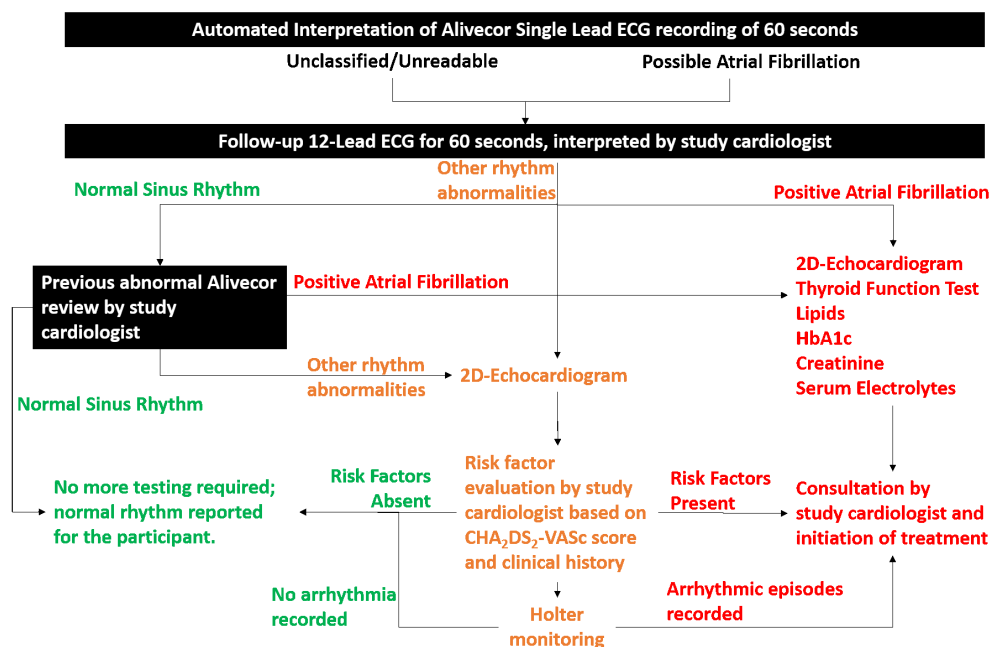 Automated Interpretation of Alivecor Single Lead ECG recording of 60 seconds
Unclassified/Unreadable
Possible Atrial Fibrillation
Follow-up 12-Lead ECG for 60 seconds, interpreted by study cardiologist
Other rhythm
abnormalities
Normal Sinus Rhythm
Positive Atrial Fibrillation
Previous abnormal Alivecor
review by study
cardiologist
Positive Atrial Fibrillation
2D-Echocardiogram
Thyroid Function Test
Lipids
HbA1c
Creatinine
Serum Electrolytes
Other rhythm
abnormalities
2D-Echocardiogram
Normal Sinus Rhythm
No more testing required;
normal rhythm reported
for the participant.
Risk Factors
Absent
Risk factor
evaluation by study
cardiologist based on
CHA₂DS₂-VASc score
and clinical history
Risk Factors
Present
Consultation by
study cardiologist and
initiation of treatment
No arrhythmia
recorded
Holter
monitoring
Arrhythmic episodes
recorded